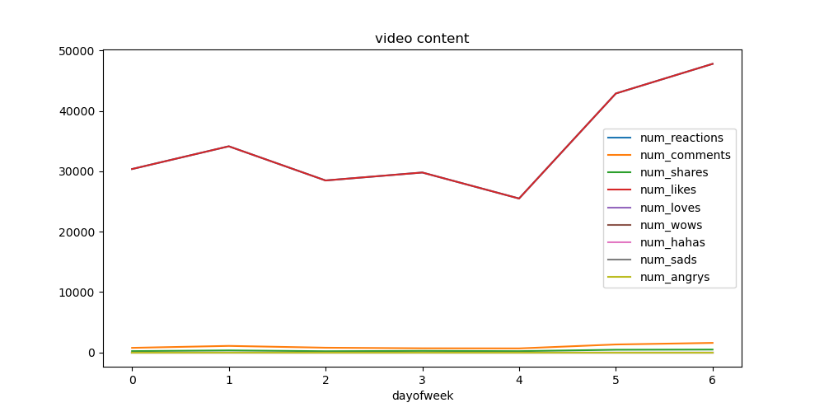 video content
50000
40000
30000
20000
10000
0
num_reactions
num_comments
num_shares
num_likes
num_loves
num_wows
num_hahas
num_sads
num_angrys
0 1 2 3 4 5 6
dayofweek